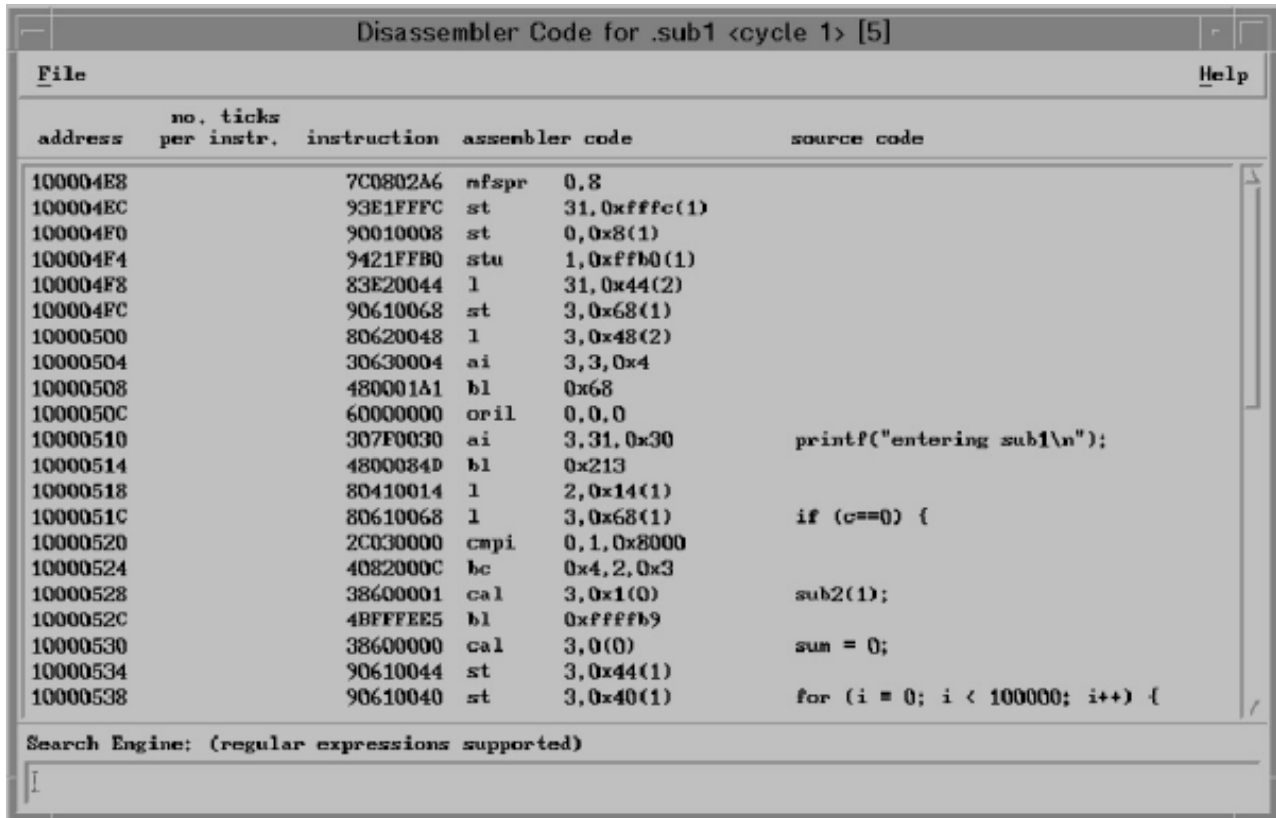 Disassembler Code for .sub1 <cycle 1> [5]
File Help
no. ticks
address per instr. instruction assembler code source code
100004E8 7C0802A6 mfspr 0,8
100004EC 93E1FFFC st 31,0xfffc(1)
100004F0 90010008 st 0,0x8(1)
100004F4 9421FFB0 stu 1,0xffb0(1)
100004F8 83E20044 l 31,0x44(2)
100004FC 90610068 st 3,0x68(1)
10000500 80620048 l 3,0x48(2)
10000504 30630004 ai 3,3,0x4
10000508 480001A1 bl 0x68
1000050C 60000000 oril 0,0,0
10000510 307F0030 ai 3,31,0x30 printf("entering sub1\n");
10000514 4800084D bl 0x213
10000518 80410014 l 2,0x14(1)
1000051C 80610068 l 3,0x68(1) if (c==0) {
10000520 2C030000 cmpi 0,1,0x8000
10000524 4082000C bc 0x4,2,0x3
10000528 38600001 cal 3,0x1(0) sub2(1);
1000052C 4BFFFEE5 bl 0xffffb9
10000530 38600000 cal 3,0(0) sum = 0;
10000534 90610044 st 3,0x44(1)
10000538 90610040 st 3,0x40(1) for (i = 0; i < 100000; i++) {
Search Engine: (regular expressions supported)